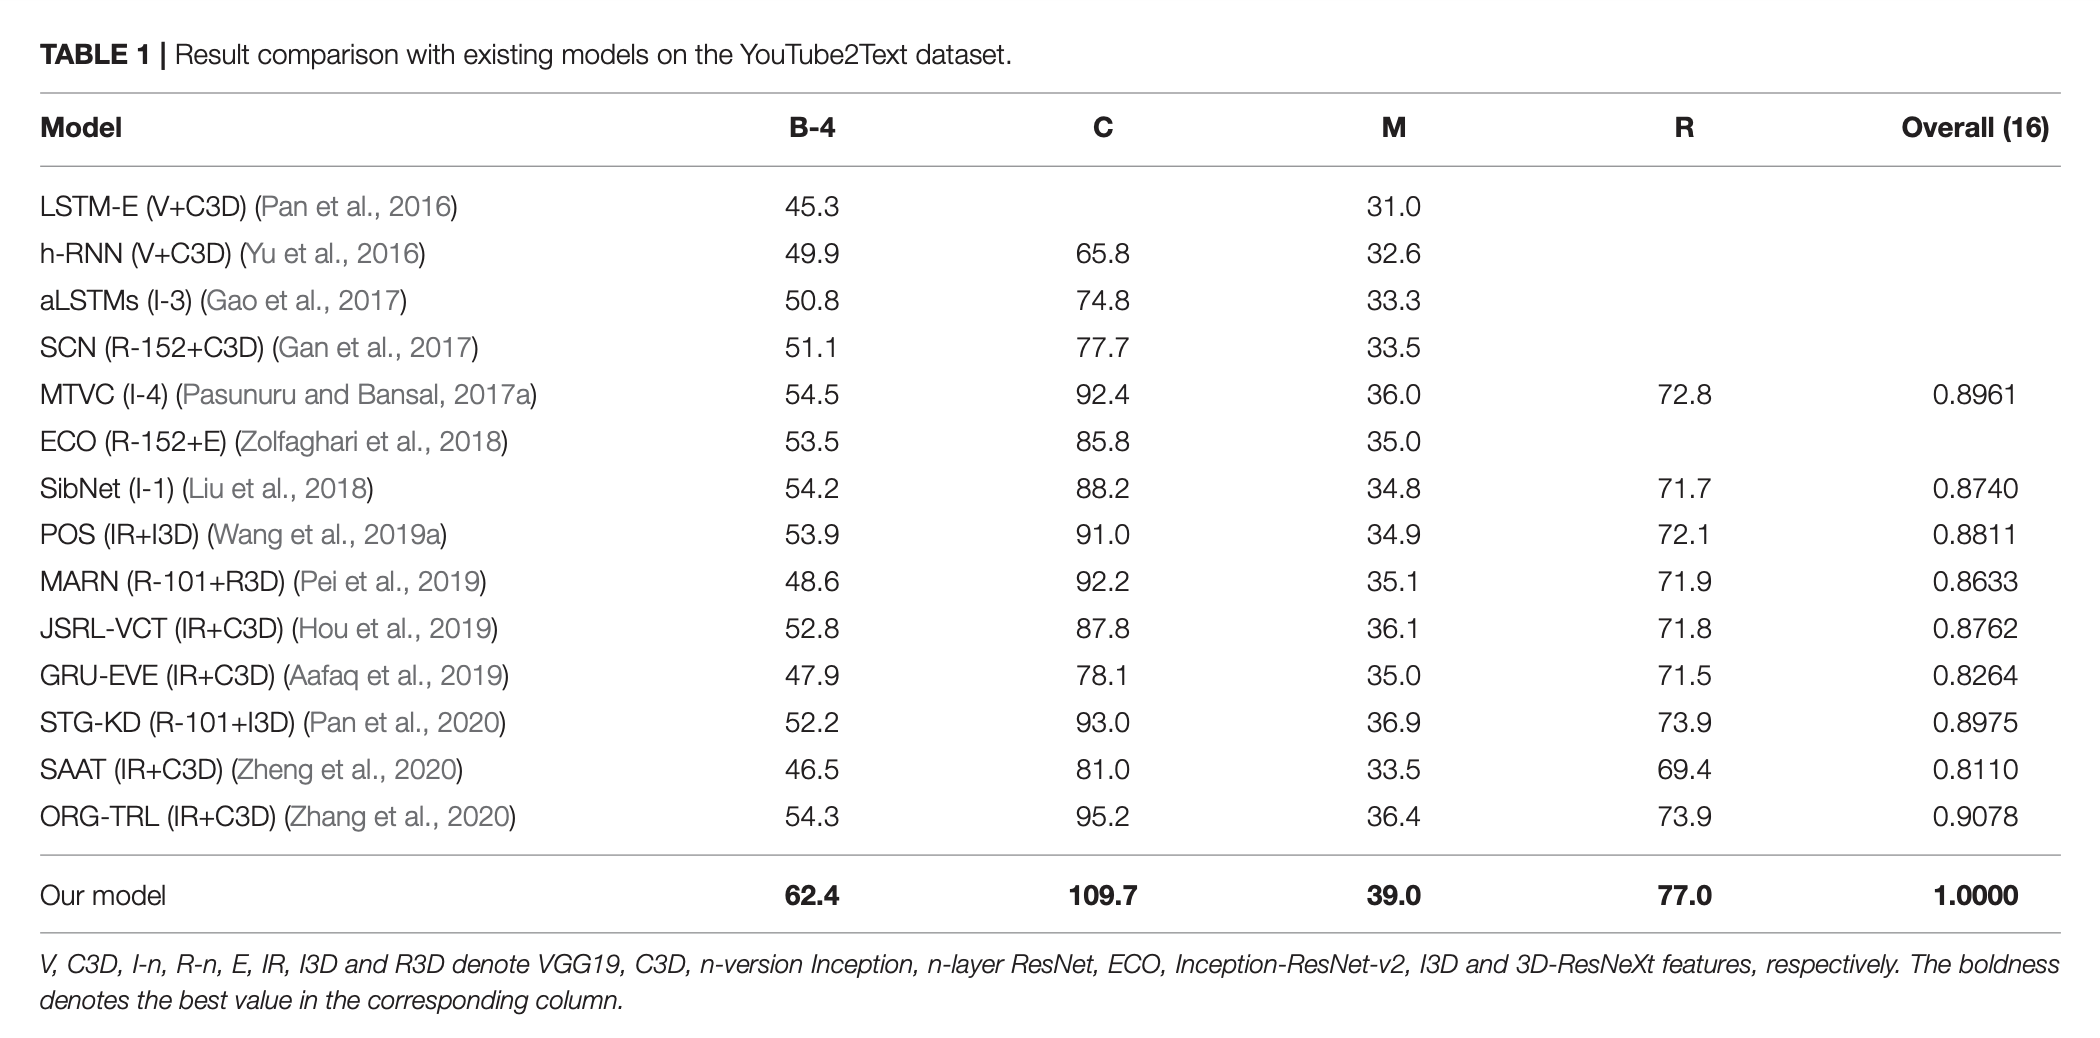 TABLE 1 | Result comparison with existing models on the YouTube2Text dataset.
Model B-4 C M R Overall (16)
LSTM-E (V+C3D) (Pan et al., 2016) 45.3 31.0
h-RNN (V+C3D) (Yu et al., 2016) 49.9 65.8 32.6
aLSTMs (I-3) (Gao et al., 2017) 50.8 74.8 33.3
SCN (R-152+C3D) (Gan et al., 2017) 51.1 77.7 33.5
MTVC (I-4) (Pasunuru and Bansal, 2017a) 54.5 92.4 36.0 72.8 0.8961
ECO (R-152+E) (Zolfaghari et al., 2018) 53.5 85.8 35.0
SibNet (I-1) (Liu et al., 2018) 54.2 88.2 34.8 71.7 0.8740
POS (IR+I3D) (Wang et al., 2019a) 53.9 91.0 34.9 72.1 0.8811
MARN (R-101+R3D) (Pei et al., 2019) 48.6 92.2 35.1 71.9 0.8633
JSRL-VCT (IR+C3D) (Hou et al., 2019) 52.8 87.8 36.1 71.8 0.8762
GRU-EVE (IR+C3D) (Aafaq et al., 2019) 47.9 78.1 35.0 71.5 0.8264
STG-KD (R-101+I3D) (Pan et al., 2020) 52.2 93.0 36.9 73.9 0.8975
SAAT (IR+C3D) (Zheng et al., 2020) 46.5 81.0 33.5 69.4 0.8110
ORG-TRL (IR+C3D) (Zhang et al., 2020) 54.3 95.2 36.4 73.9 0.9078
Our model 62.4 109.7 39.0 77.0 1.0000
V, C3D, I-n, R-n, E, IR, I3D and R3D denote VGG19, C3D, n-version Inception, n-layer ResNet, ECO, Inception-ResNet-v2, I3D and 3D-ResNeXt features, respectively. The boldness
denotes the best value in the corresponding column.